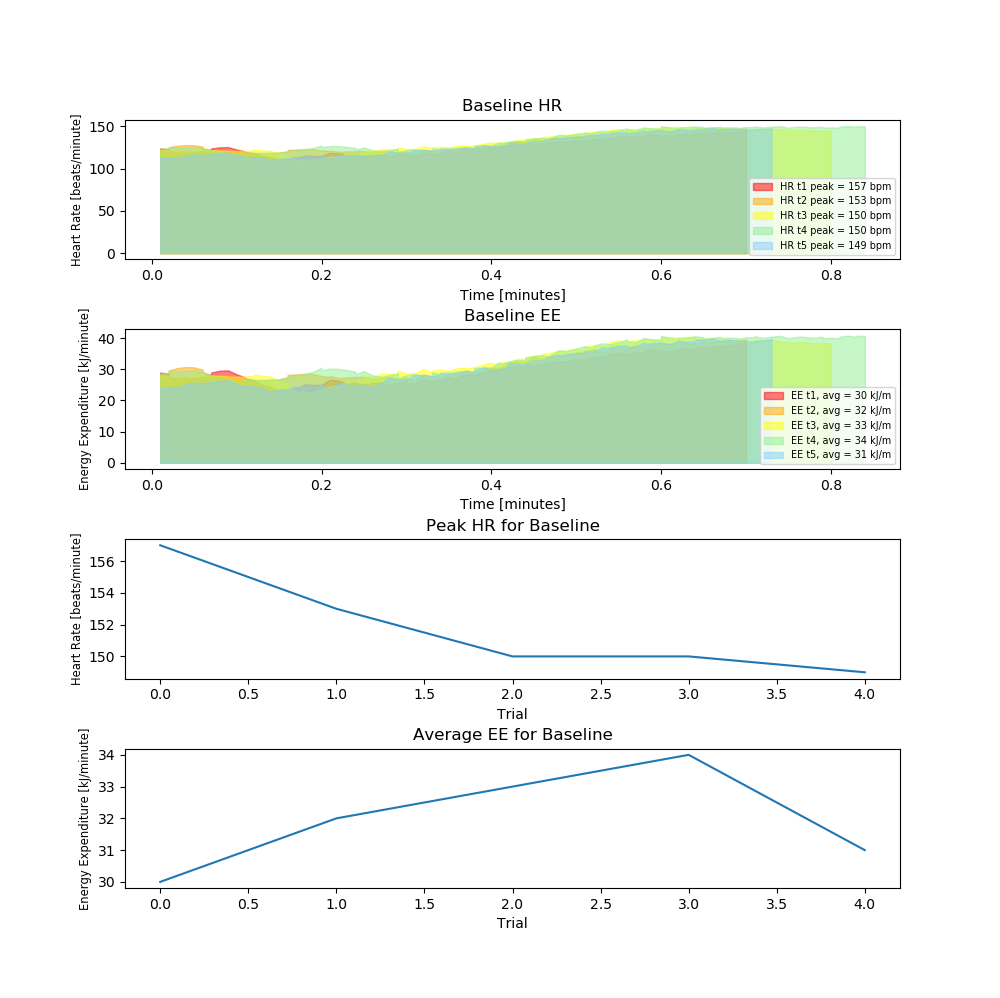 Baseline HR
Heart Rate [beats/minute]
150
100
50
0
HR t1 peak = 157 bpm
HR t2 peak = 153 bpm
HR t3 peak = 150 bpm
HR t4 peak = 150 bpm
HR t5 peak = 149 bpm
0.0 0.2 0.4 0.6 0.8
Time [minutes]
Baseline EE
Energy Expenditure [kJ/minute]
40
30
20
10
0
EE t1, avg = 30 kJ/m
EE t2, avg = 32 kJ/m
EE t3, avg = 33 kJ/m
EE t4, avg = 34 kJ/m
EE t5, avg = 31 kJ/m
0.0 0.2 0.4 0.6 0.8
Time [minutes]
Peak HR for Baseline
Heart Rate [beats/minute]
156
154
152
150
0.0 0.5 1.0 1.5 2.0 2.5 3.0 3.5 4.0
Trial
Average EE for Baseline
Energy Expenditure [kJ/minute]
34
33
32
31
30
0.0 0.5 1.0 1.5 2.0 2.5 3.0 3.5 4.0
Trial